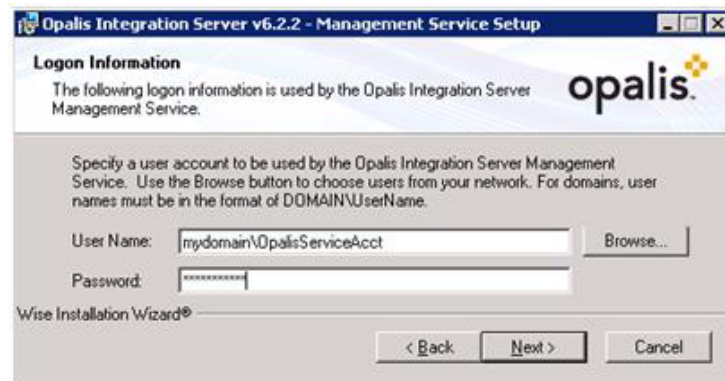 Opalis Integration Server v6.2.2 - Management Service Setup
Logon Information
The following logon information is used by the Opalis Integration Server
Management Service.
opalis
Specify a user account to be used by the Opalis Integration Server Management
Service. Use the Browse button to choose users from your network. For domains, user
names must be in the format of DOMAIN\UserName.
User Name: mydomain\OpalisServiceAcct Browse...
Password: ************
Wise Installation Wizard®
< Back Next > Cancel